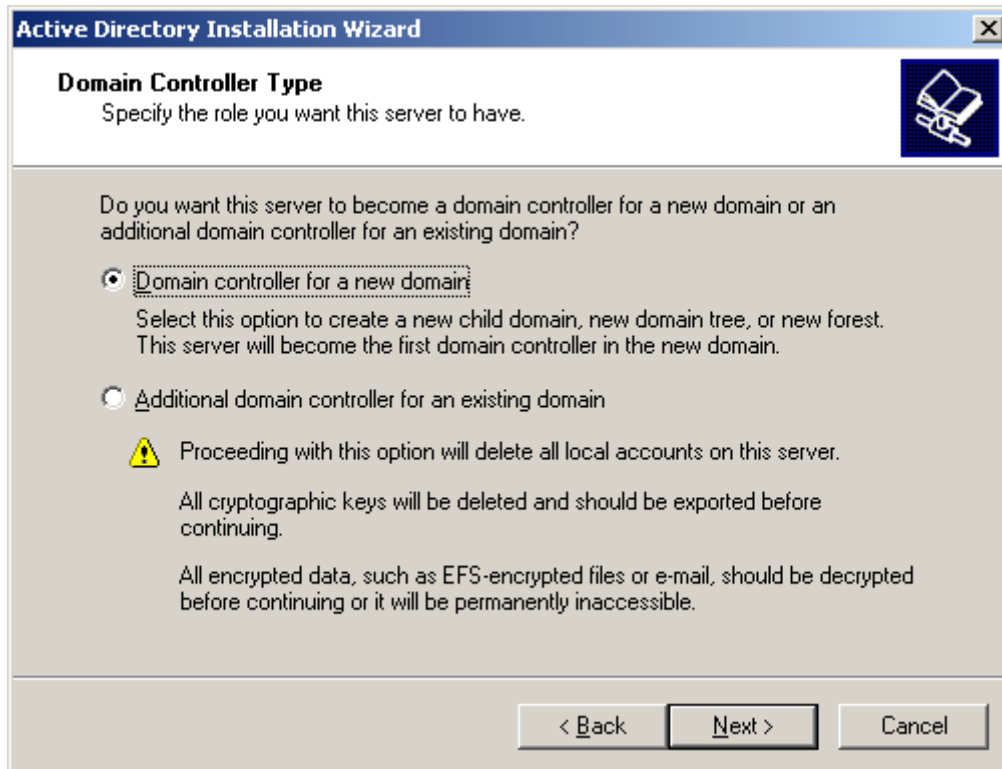 Active Directory Installation Wizard
Domain Controller Type
Specify the role you want this server to have.
Do you want this server to become a domain controller for a new domain or an
additional domain controller for an existing domain?
Domain controller for a new domain
Select this option to create a new child domain, new domain tree, or new forest.
This server will become the first domain controller in the new domain.
Additional domain controller for an existing domain
Proceeding with this option will delete all local accounts on this server.
All cryptographic keys will be deleted and should be exported before
continuing.
All encrypted data, such as EFS-encrypted files or e-mail, should be decrypted
before continuing or it will be permanently inaccessible.
< Back
Next >
Cancel